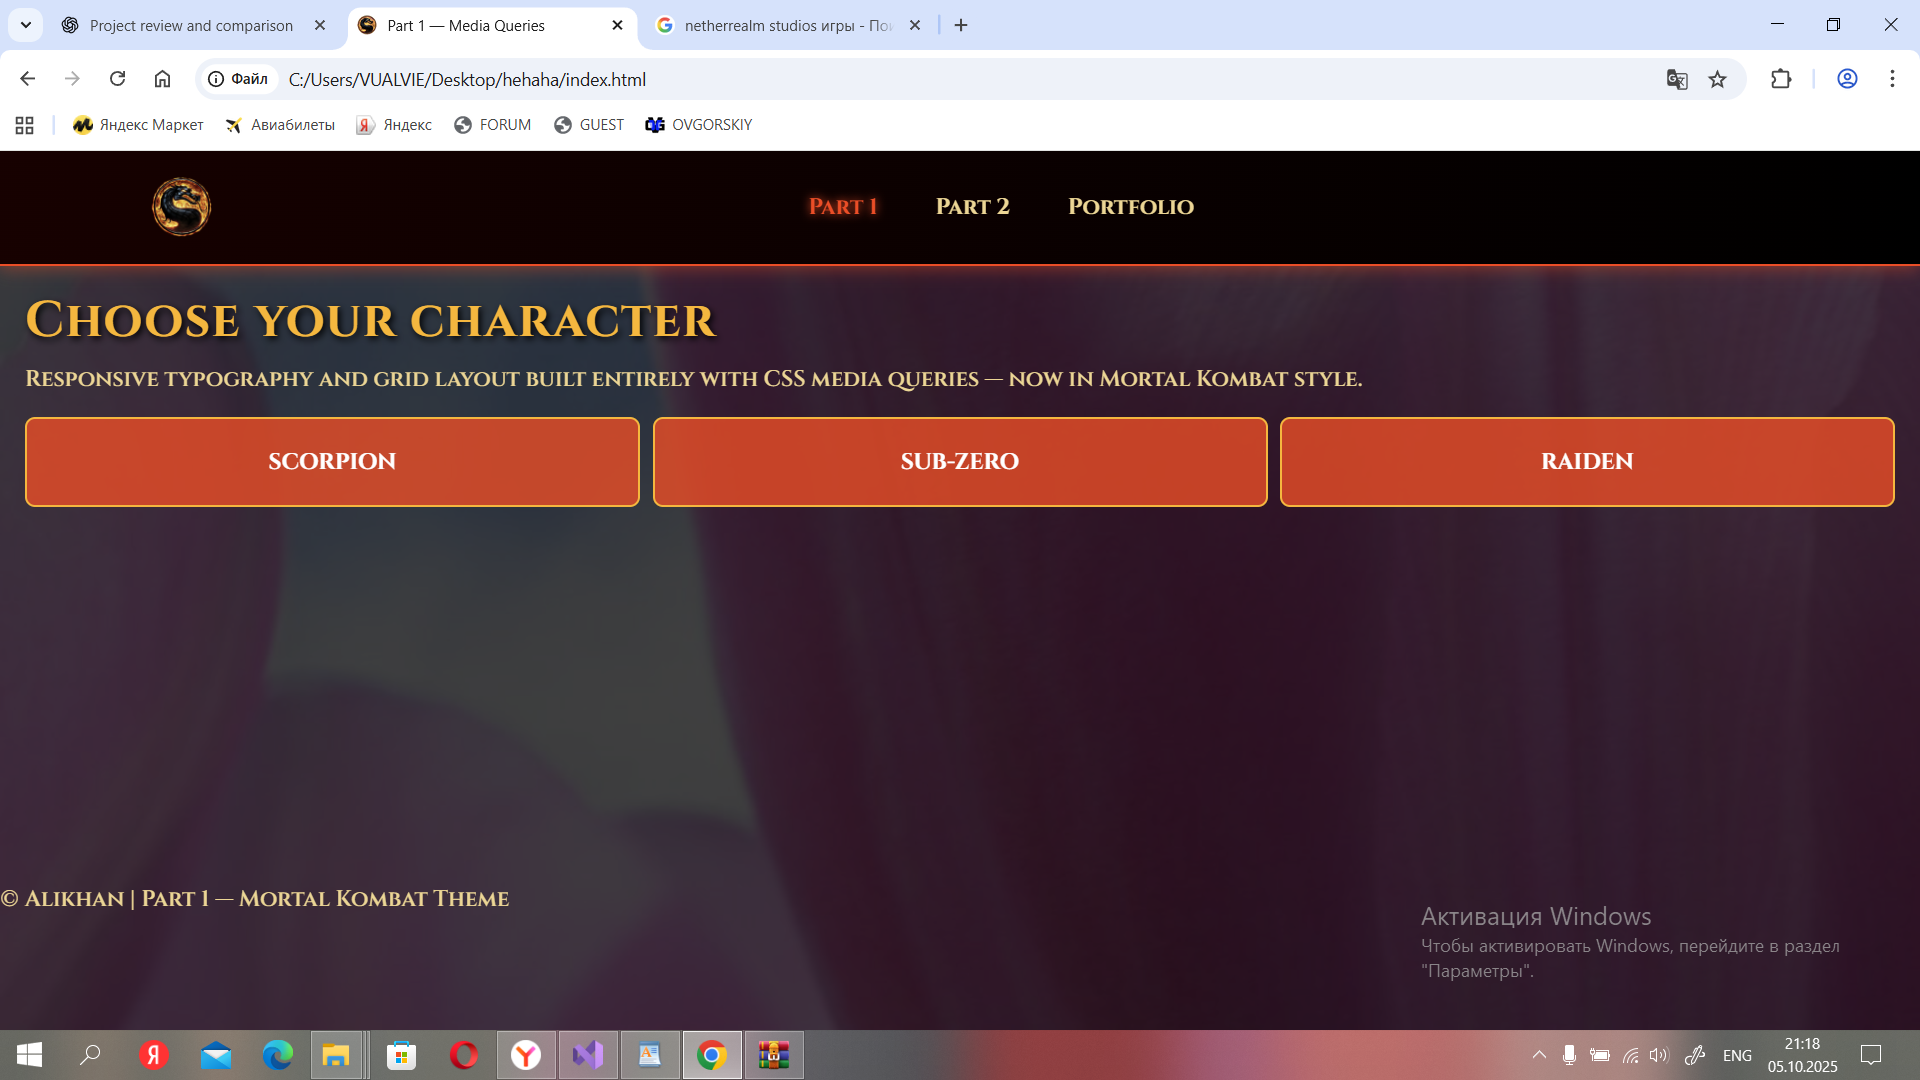 Project review and comparison
Part 1 — Media Queries
netherrealm studios игры - По
Файл
C:/Users/VUALVIE/Desktop/hehaha/index.html
Яндекс Маркет
Авиабилеты
Яндекс
FORUM
GUEST
OVGORSKIY
Part 1
Part 2
Portfolio
Choose your character
Responsive typography and grid layout built entirely with CSS media queries — now in Mortal Kombat style.
SCORPION
SUB-ZERO
RAIDEN
© Alikhan | Part 1 — Mortal Kombat Theme
Активация Windows
Чтобы активировать Windows, перейдите в раздел
"Параметры".
ENG
21:18
05.10.2025